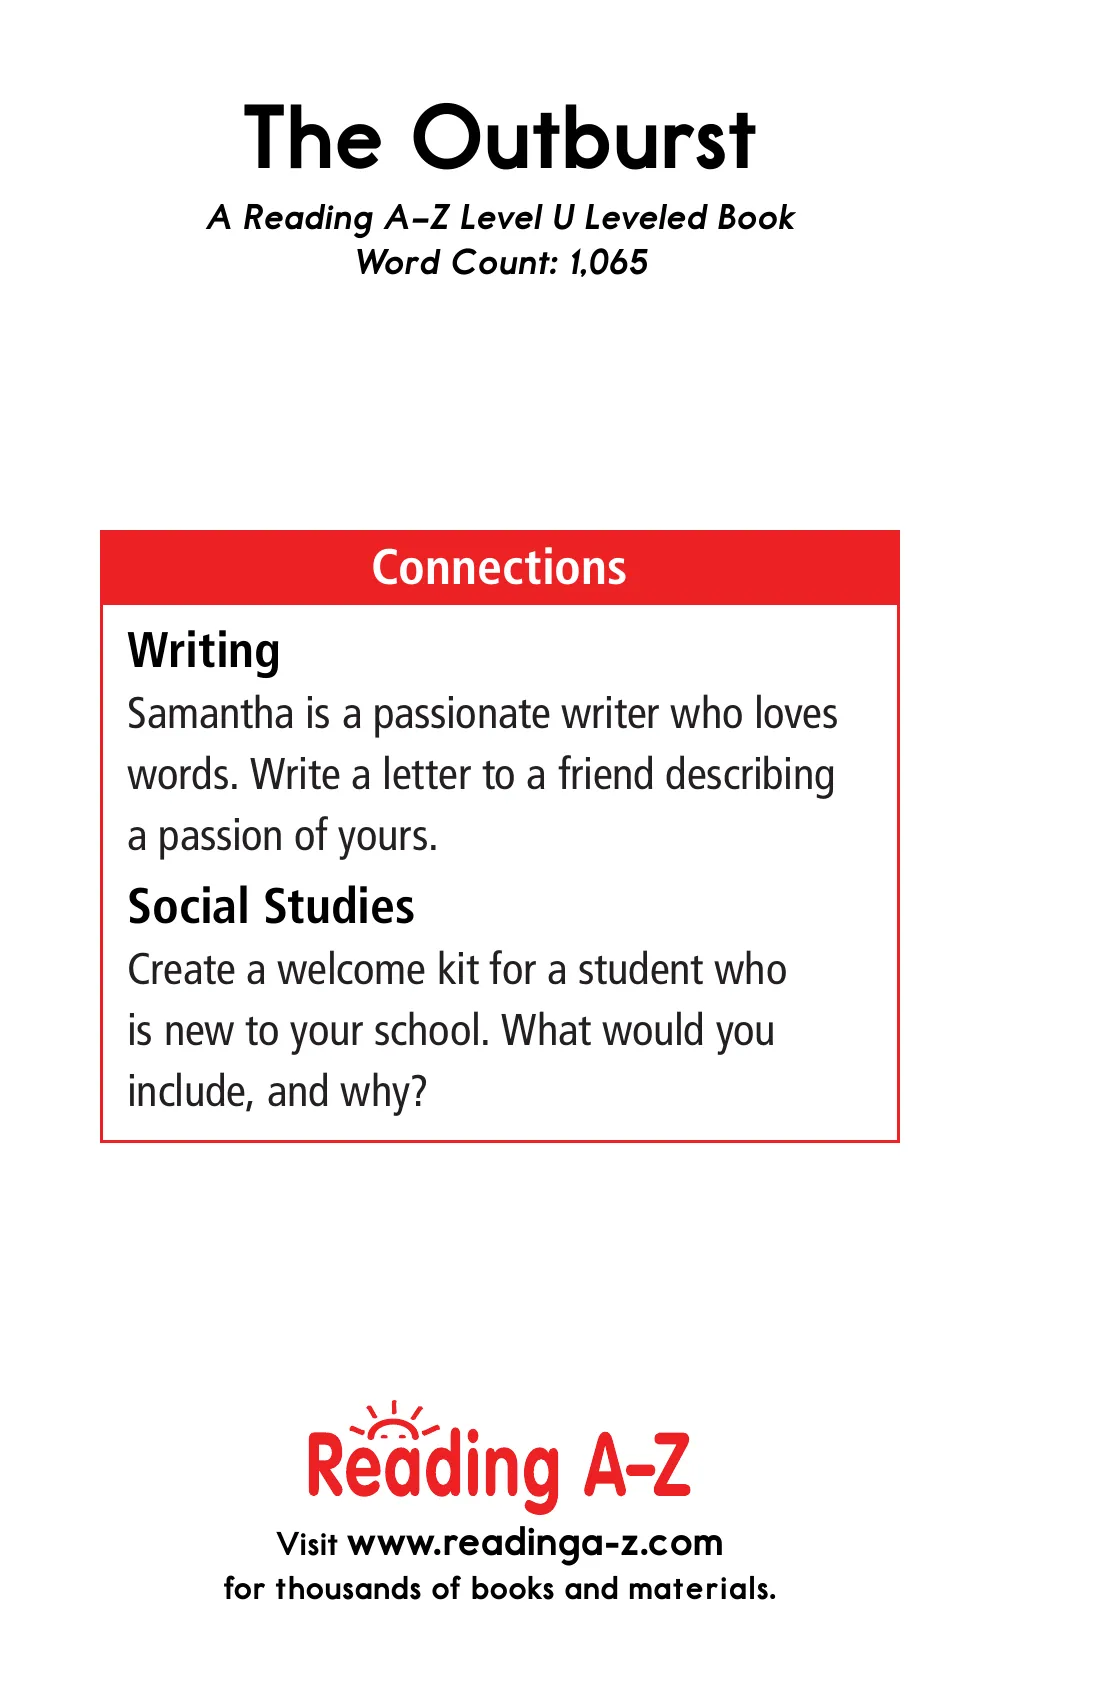 The Outburst
A Reading A–Z Level U Leveled Book
Word Count: 1,065
Connections
Writing
Samantha is a passionate writer who loves
words. Write a letter to a friend describing
a passion of yours.
Social Studies
Create a welcome kit for a student who
is new to your school. What would you
include, and why?
Reading A–Z
Visit www.readinga-z.com
for thousands of books and materials.